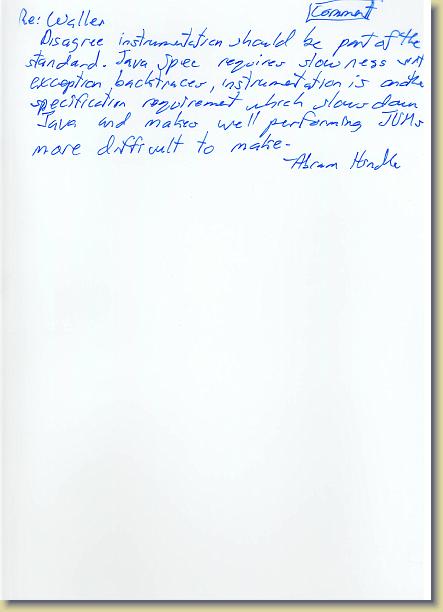 Re: Waller
Comment
Disagree instrumentation should be part of the
standard. Java spec requires slowness with
exception backtraces, instrumentation is another
specification requirement which slows down
Java and makes well performing JVMs
more difficult to make.
-Abram Hindle